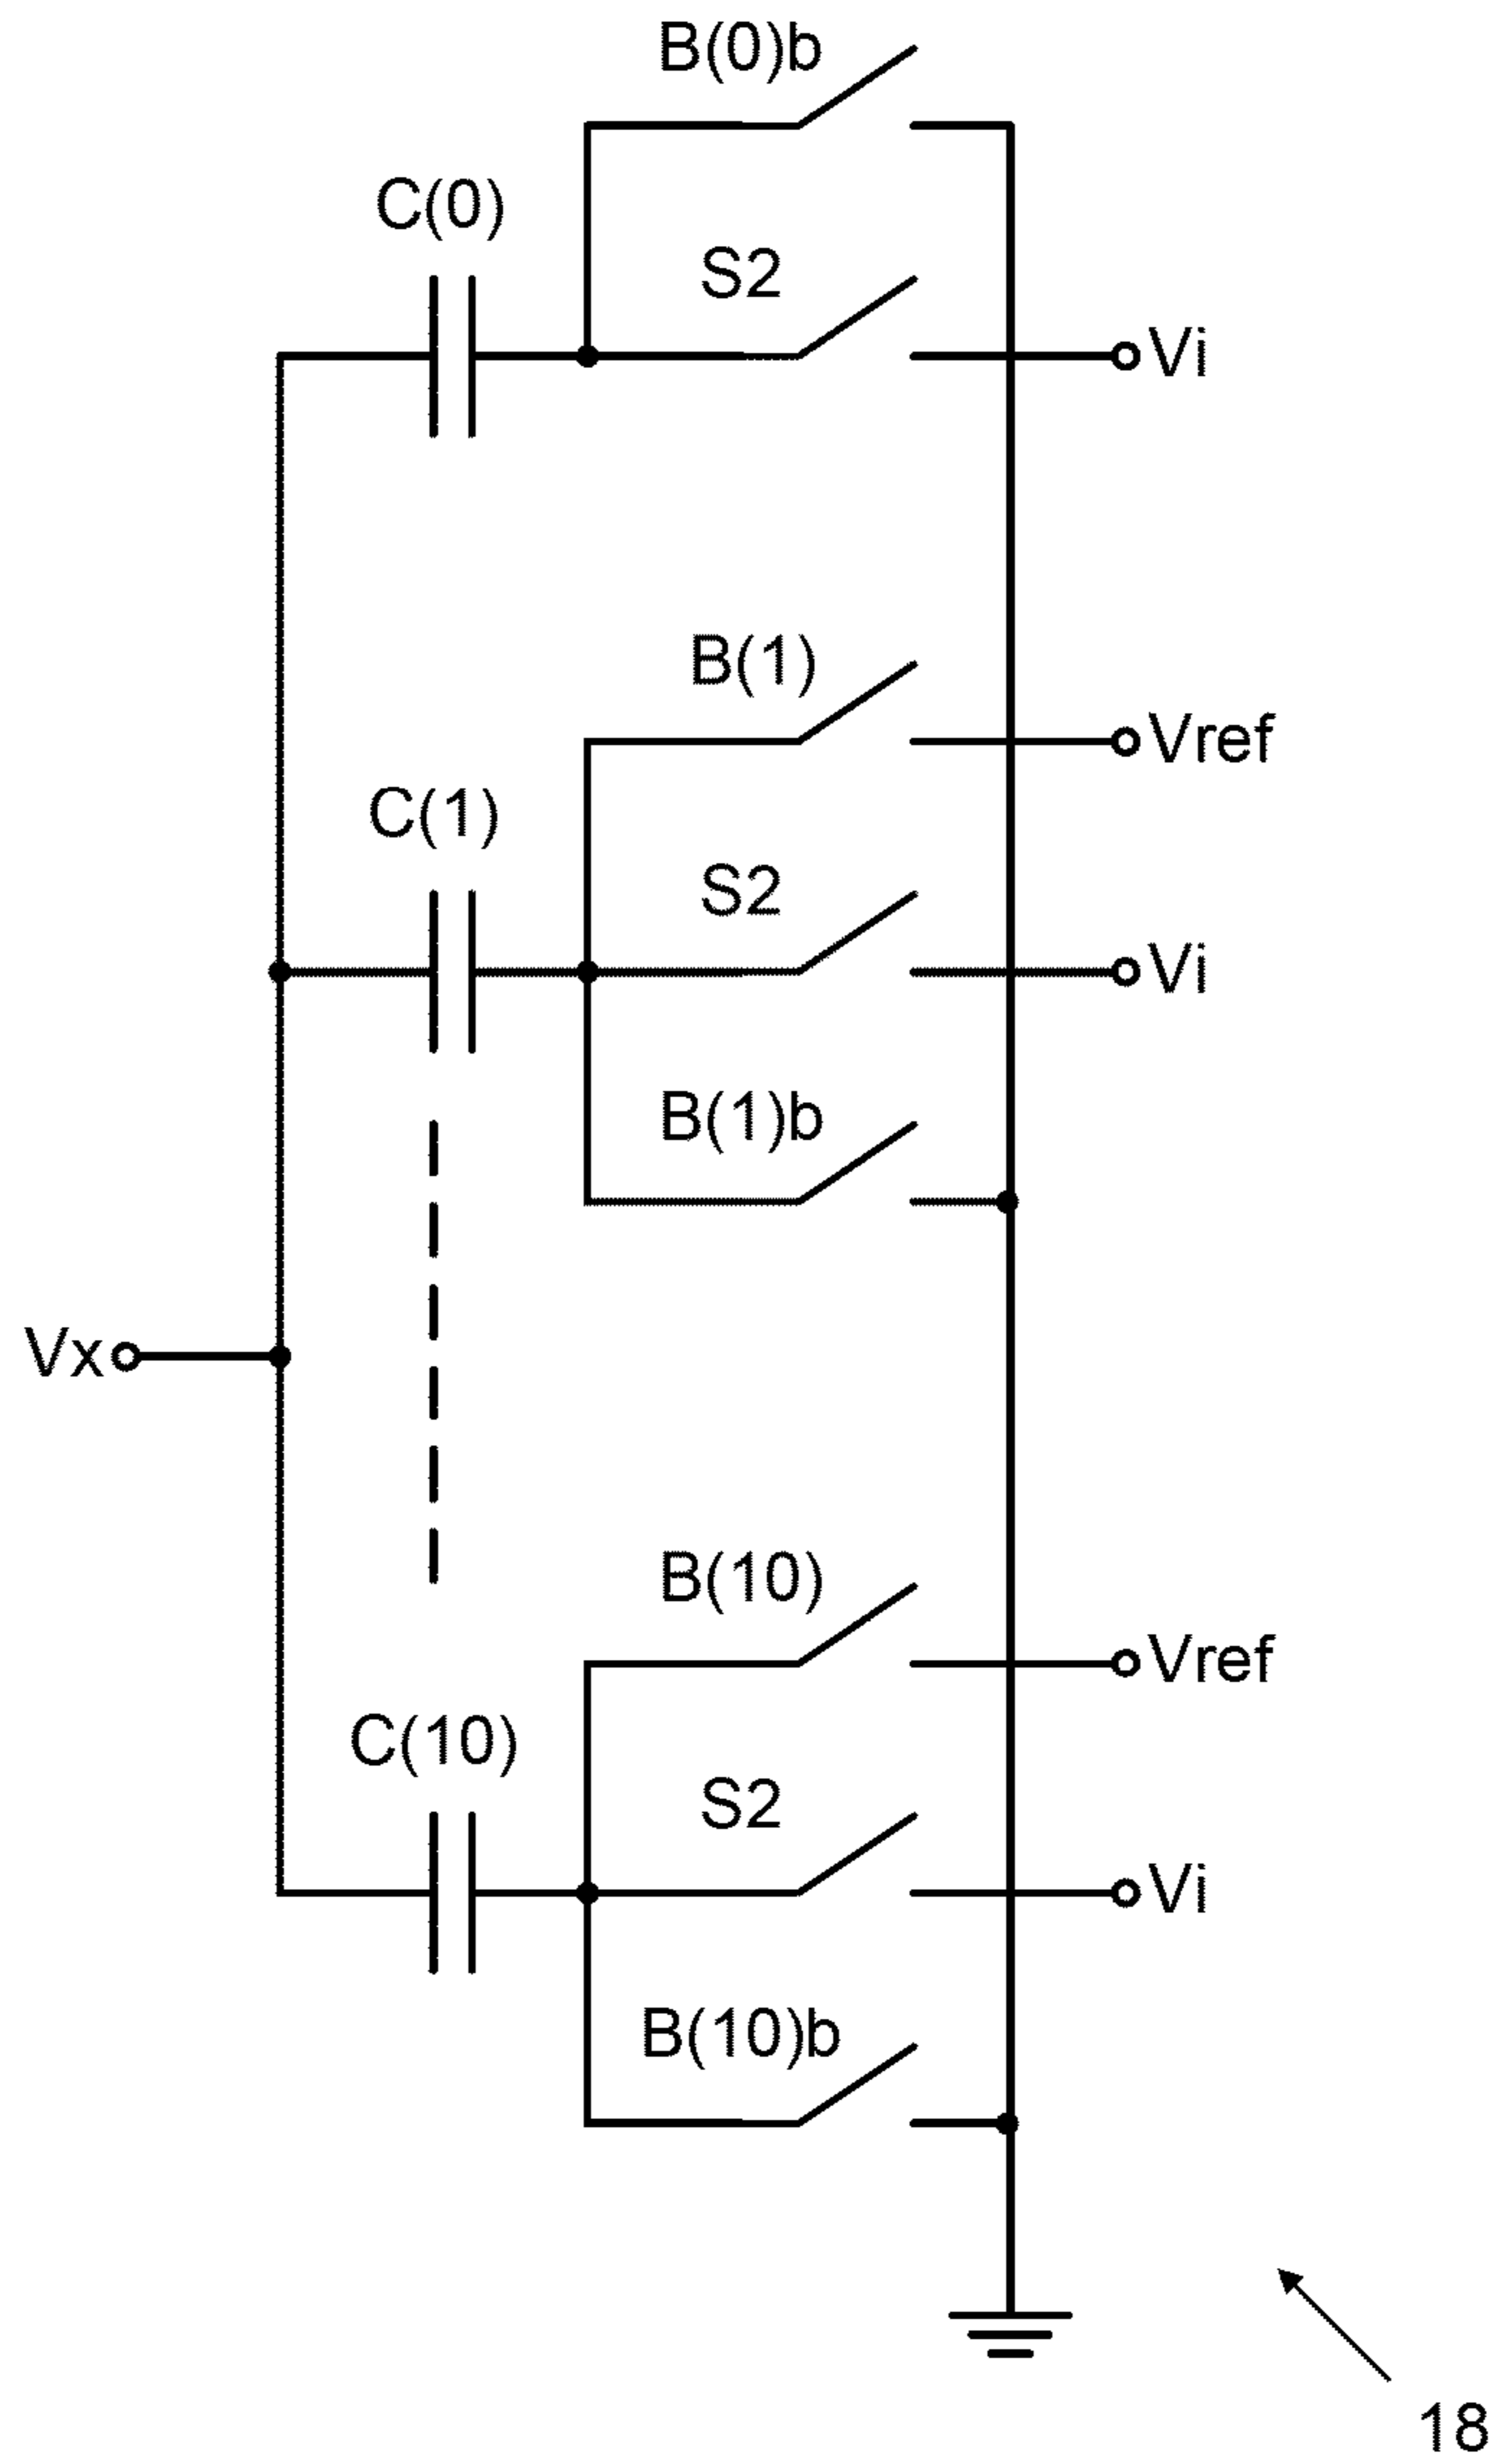 B(0)b
C(0)
S2
Vi
B(1)
Vref
C(1)
S2
Vi
B(1)b
Vx
B(10)
Vref
C(10)
S2
Vi
B(10)b
18